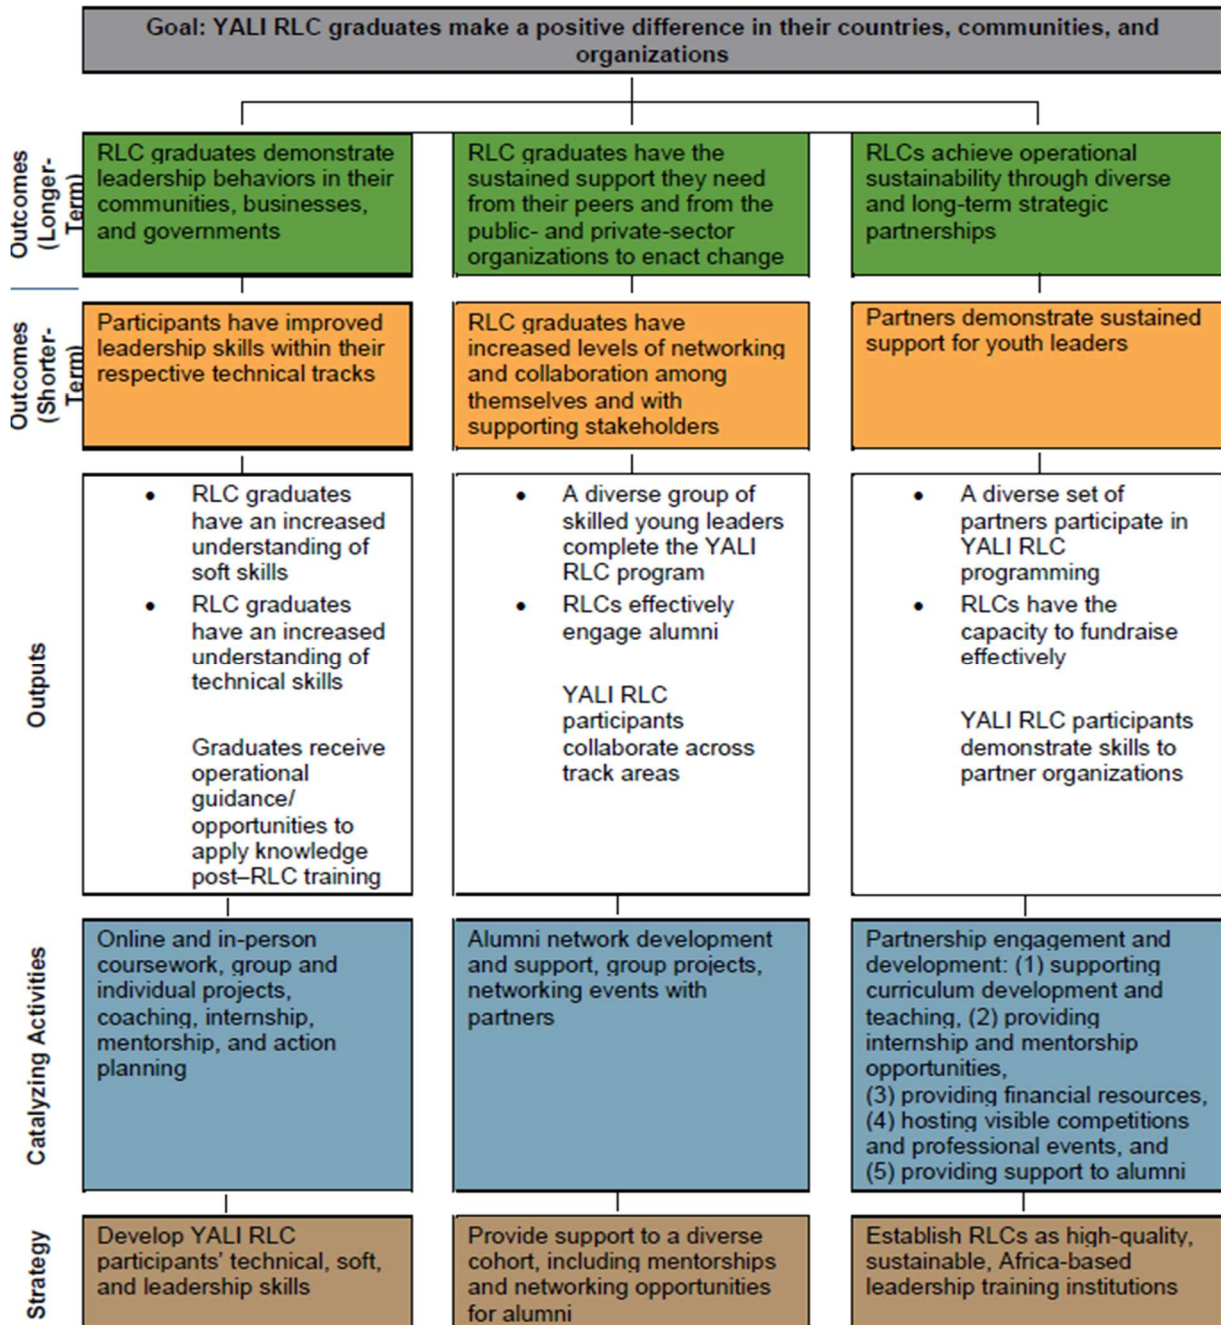 Goal: YALI RLC graduates make a positive difference in their countries, communities, and
organizations
Outcomes
(Longer-
Term)
RLC graduates demonstrate
leadership behaviors in their
communities, businesses,
and governments
RLC graduates have the
sustained support they need
from their peers and from the
public- and private-sector
organizations to enact change
RLCs achieve operational
sustainability through diverse
and long-term strategic
partnerships
Outcomes
(Shorter-
Term)
Participants have improved
leadership skills within their
respective technical tracks
RLC graduates have
increased levels of networking
and collaboration among
themselves and with
supporting stakeholders
Partners demonstrate sustained
support for youth leaders
Outputs
• RLC graduates
have an increased
understanding of
soft skills
• RLC graduates
have an increased
understanding of
technical skills
Graduates receive
operational
guidance/
opportunities to
apply knowledge
post–RLC training
• A diverse group of
skilled young leaders
complete the YALI
RLC program
• RLCs effectively
engage alumni
YALI RLC
participants
collaborate across
track areas
• A diverse set of
partners participate in
YALI RLC
programming
• RLCs have the
capacity to fundraise
effectively
YALI RLC participants
demonstrate skills to
partner organizations
Catalyzing Activities
Online and in-person
coursework, group and
individual projects,
coaching, internship,
mentorship, and action
planning
Alumni network development
and support, group projects,
networking events with
partners
Partnership engagement and
development: (1) supporting
curriculum development and
teaching, (2) providing
internship and mentorship
opportunities,
(3) providing financial resources,
(4) hosting visible competitions
and professional events, and
(5) providing support to alumni
Strategy
Develop YALI RLC
participants’ technical, soft,
and leadership skills
Provide support to a diverse
cohort, including mentorships
and networking opportunities
for alumni
Establish RLCs as high-quality,
sustainable, Africa-based
leadership training institutions